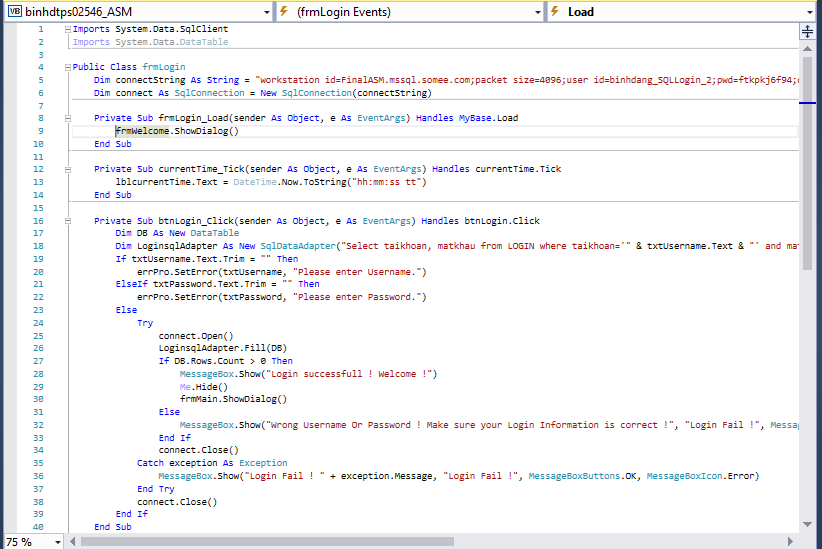 VB binhdtps02546_ASM (frmLogin Events) Load
1 Imports System.Data.SqlClient
2 Imports System.Data.DataTable
3
4 Public Class frmLogin
5 Dim connectString As String = "workstation id=FinalASM.mssql.somee.com;packet size=4096;user id=binhdang_SQLLogin_2;pwd=ftkpkj6f94;
6 Dim connect As SqlConnection = New SqlConnection(connectString)
7
8 Private Sub frmLogin_Load(sender As Object, e As EventArgs) Handles MyBase.Load
9 frmWelcome.ShowDialog()
10 End Sub
11
12 Private Sub currentTime_Tick(sender As Object, e As EventArgs) Handles currentTime.Tick
13 lblcurrentTime.Text = DateTime.Now.ToString("hh:mm:ss tt")
14 End Sub
15
16 Private Sub btnLogin_Click(sender As Object, e As EventArgs) Handles btnLogin.Click
17 Dim DB As New DataTable
18 Dim LoginsqlAdapter As New SqlDataAdapter("Select taikhoan, matkhau from LOGIN where taikhoan='" & txtUsername.Text & "' and mat
19 If txtUsername.Text.Trim = "" Then
20 errPro.SetError(txtUsername, "Please enter Username.")
21 ElseIf txtPassword.Text.Trim = "" Then
22 errPro.SetError(txtPassword, "Please enter Password.")
23 Else
24 Try
25 connect.Open()
26 LoginsqlAdapter.Fill(DB)
27 If DB.Rows.Count > 0 Then
28 MessageBox.Show("Login successfull ! Welcome !")
29 Me.Hide()
30 frmMain.ShowDialog()
31 Else
32 MessageBox.Show("Wrong Username Or Password ! Make sure your Login Information is correct !", "Login Fail !", Messag
33 End If
34 connect.Close()
35 Catch exception As Exception
36 MessageBox.Show("Login Fail ! " + exception.Message, "Login Fail !", MessageBoxButtons.OK, MessageBoxIcon.Error)
37 End Try
38 connect.Close()
39 End If
40 End Sub
75 %